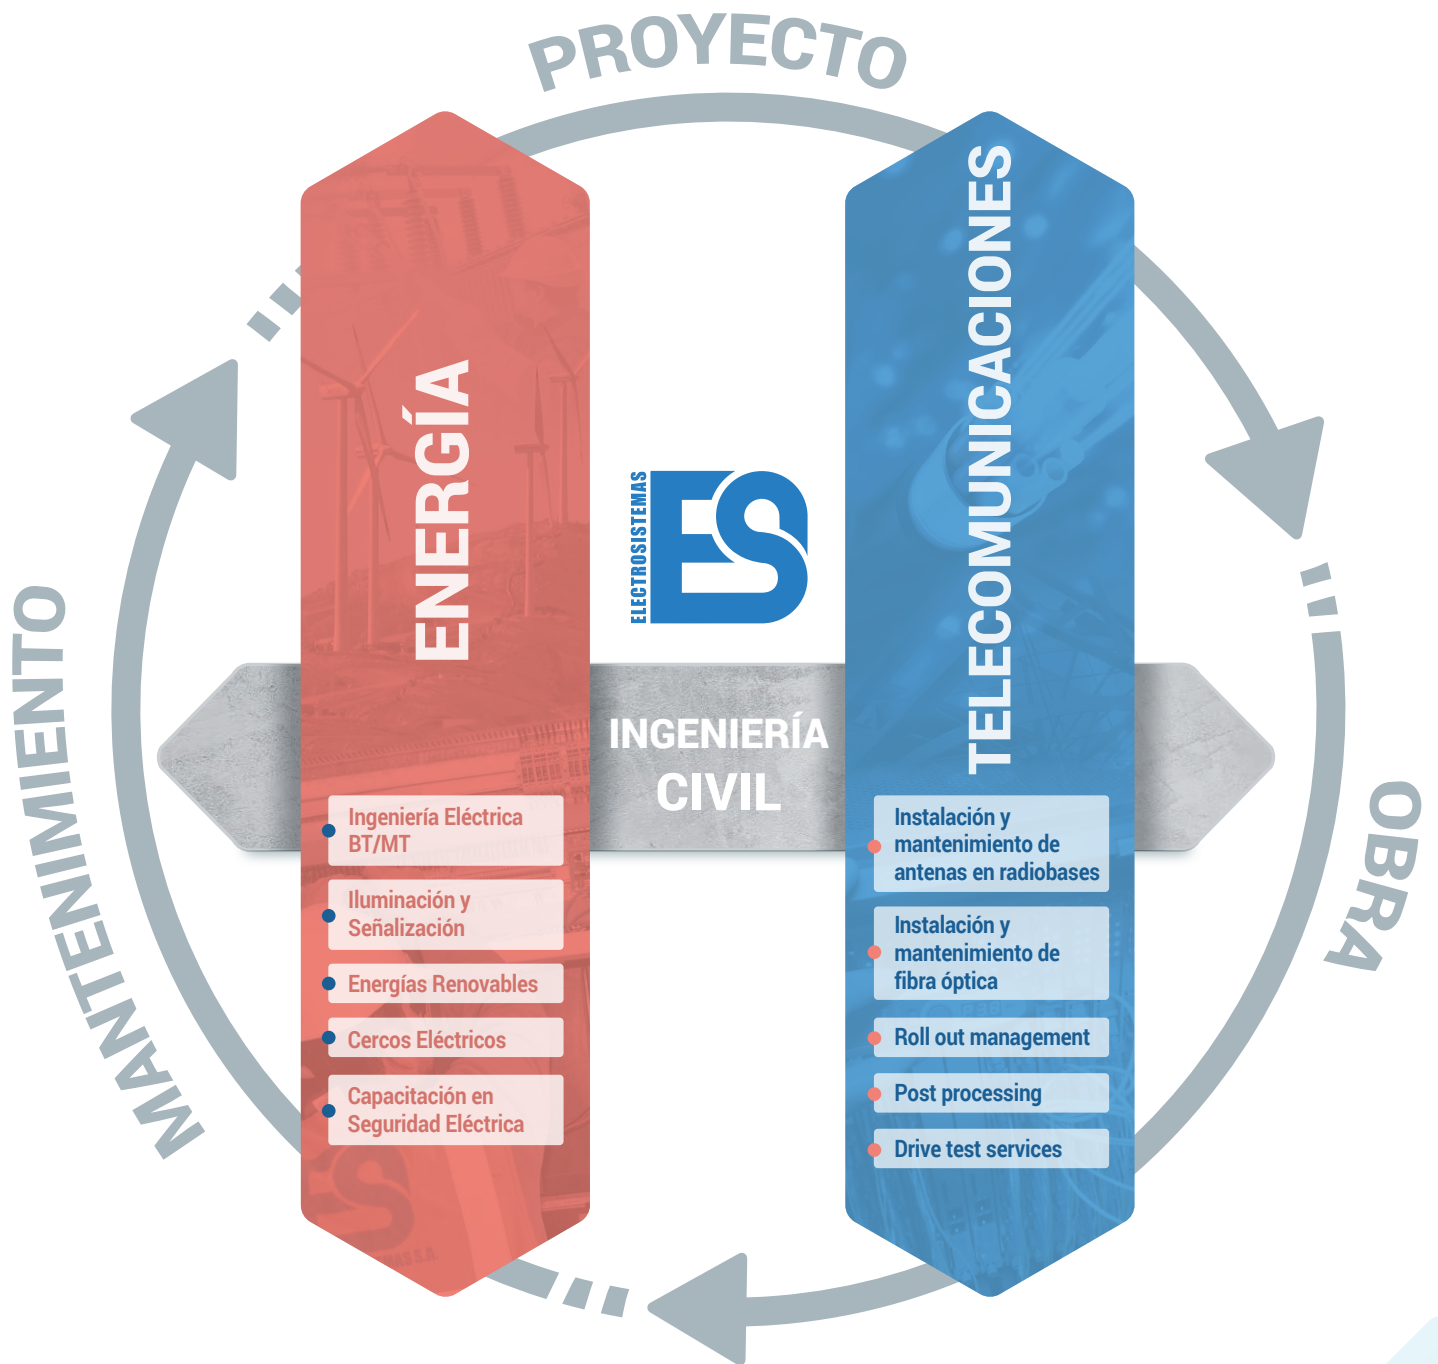 PROYECTO
ENERGÍA
TELECOMUNICACIONES
ELECTROSISTEMAS
ES
MANTENIMIENTO
OBRA
INGENIERÍA
CIVIL
Ingeniería Eléctrica
BT/MT
Iluminación y
Señalización
Energías Renovables
Cercos Eléctricos
Capacitación en
Seguridad Eléctrica
Instalación y
mantenimiento de
antenas en radiobases
Instalación y
mantenimiento de
fibra óptica
Roll out management
Post processing
Drive test services
ES